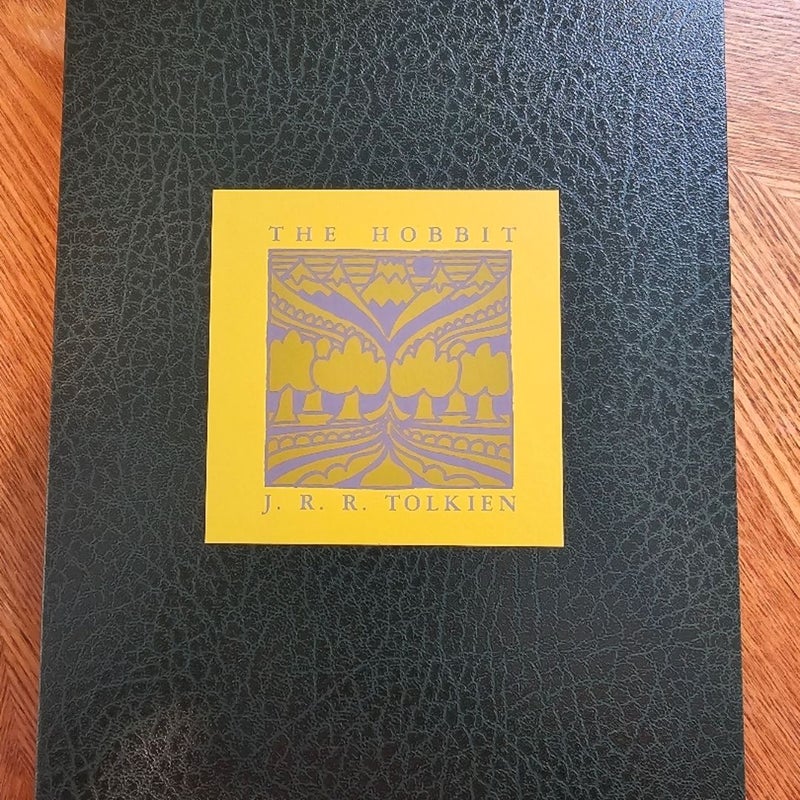 THE HOBBIT
J. R. R. TOLKIEN